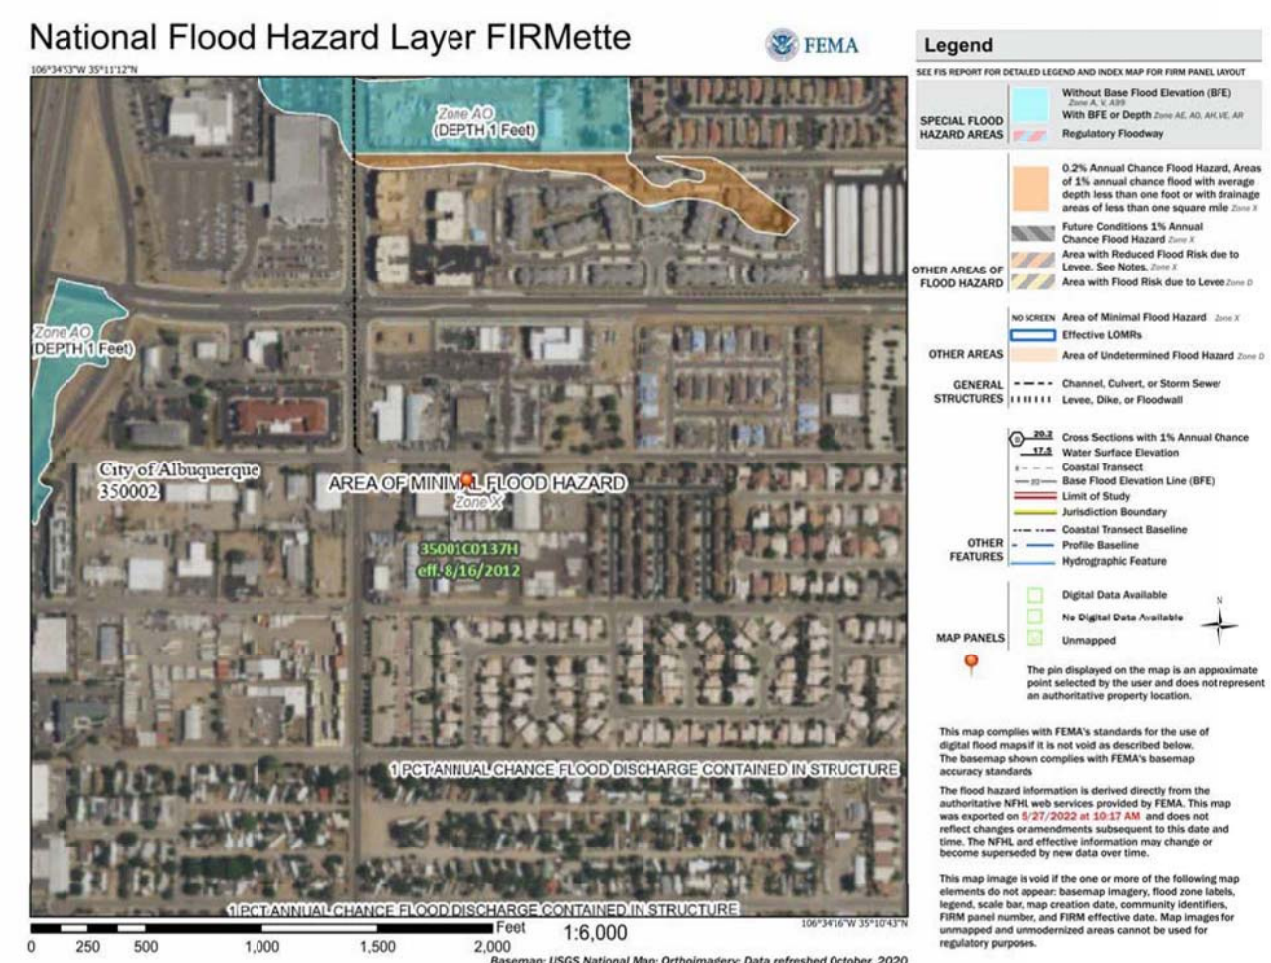 National Flood Hazard Layer FIRMette
FEMA
106°34'53"W 35°11'12"N
Zone AO
(DEPTH 1 Feet)
Zone AO
(DEPTH 1 Feet)
City of Albuquerque
350002
AREA OF MINIMAL FLOOD HAZARD
Zone X
35001C0137H
eff. 8/16/2012
1 PCT ANNUAL CHANCE FLOOD DISCHARGE CONTAINED IN STRUCTURE
1 PCT ANNUAL CHANCE FLOOD DISCHARGE CONTAINED IN STRUCTURE
106°34'16"W 35°10'43"N
Feet
1:6,000
0 250 500 1,000 1,500 2,000
Basemap: USGS National Map: Orthoimagery: Data refreshed October, 2020
Legend
SEE FIS REPORT FOR DETAILED LEGEND AND INDEX MAP FOR FIRM PANEL LAYOUT
SPECIAL FLOOD
HAZARD AREAS
Without Base Flood Elevation (BFE)
Zone A, V, A99
With BFE or Depth Zone AE, AO, AH, VE, AR
Regulatory Floodway
0.2% Annual Chance Flood Hazard, Areas
of 1% annual chance flood with average
depth less than one foot or with drainage
areas of less than one square mile Zone X
Future Conditions 1% Annual
Chance Flood Hazard Zone X
Area with Reduced Flood Risk due to
Levee. See Notes. Zone X
Area with Flood Risk due to Levee Zone D
OTHER AREAS OF
FLOOD HAZARD
NO SCREEN Area of Minimal Flood Hazard Zone X
Effective LOMRs
OTHER AREAS
Area of Undetermined Flood Hazard Zone D
GENERAL
STRUCTURES
Channel, Culvert, or Storm Sewer
Levee, Dike, or Floodwall
B 20.2 Cross Sections with 1% Annual Chance
17.5 Water Surface Elevation
Coastal Transect
Base Flood Elevation Line (BFE)
Limit of Study
Jurisdiction Boundary
Coastal Transect Baseline
OTHER
FEATURES
Profile Baseline
Hydrographic Feature
Digital Data Available
No Digital Data Available
Unmapped
MAP PANELS
N
The pin displayed on the map is an approximate
point selected by the user and does not represent
an authoritative property location.
This map complies with FEMA's standards for the use of
digital flood maps if it is not void as described below.
The basemap shown complies with FEMA's basemap
accuracy standards
The flood hazard information is derived directly from the
authoritative NFHL web services provided by FEMA. This map
was exported on 5/27/2022 at 10:17 AM and does not
reflect changes or amendments subsequent to this date and
time. The NFHL and effective information may change or
become superseded by new data over time.
This map image is void if the one or more of the following map
elements do not appear: basemap imagery, flood zone labels,
legend, scale bar, map creation date, community identifiers,
FIRM panel number, and FIRM effective date. Map images for
unmapped and unmodernized areas cannot be used for
regulatory purposes.